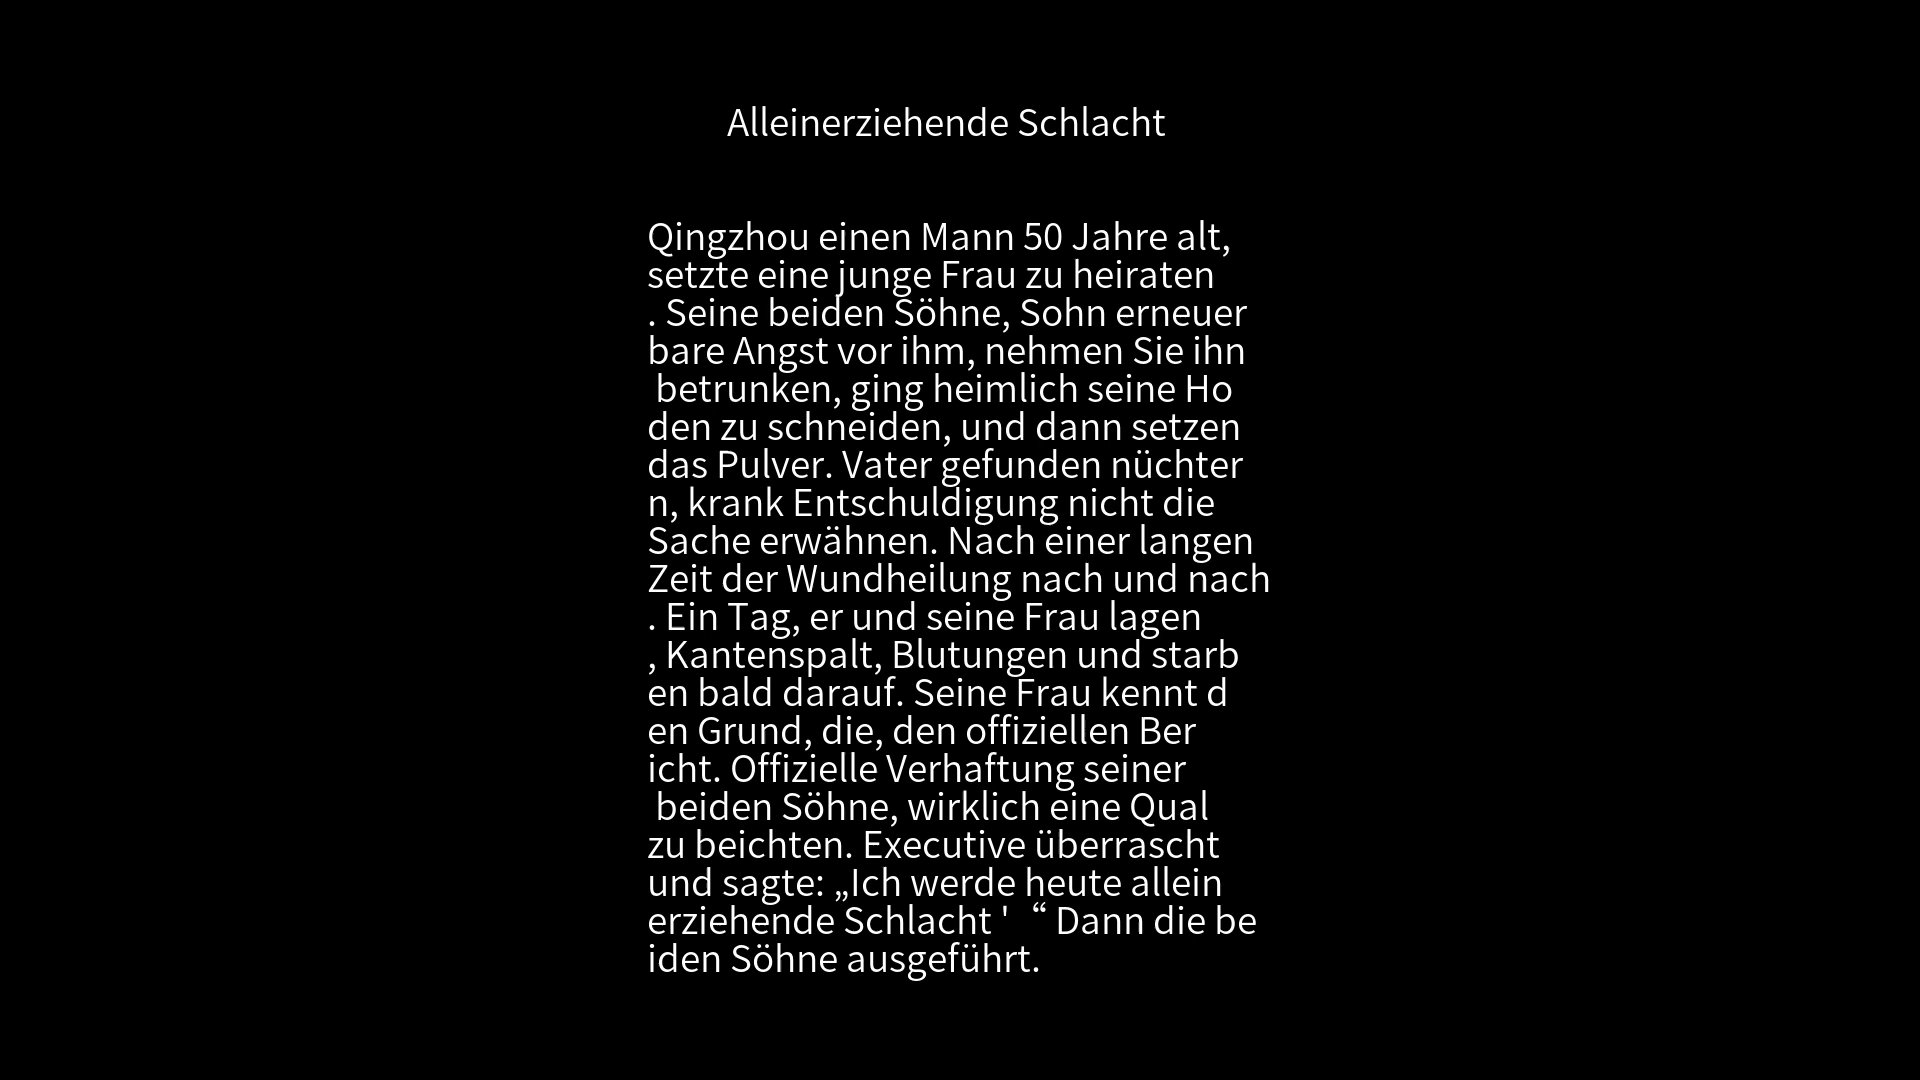 Alleinerziehende Schlacht
Qingzhou einen Mann 50 Jahre alt,
setzte eine junge Frau zu heiraten
. Seine beiden Söhne, Sohn erneuer
bare Angst vor ihm, nehmen Sie ihn
betrunken, ging heimlich seine Ho
den zu schneiden, und dann setzen
das Pulver. Vater gefunden nüchter
n, krank Entschuldigung nicht die
Sache erwähnen. Nach einer langen
Zeit der Wundheilung nach und nach
. Ein Tag, er und seine Frau lagen
, Kantenspalt, Blutungen und starb
en bald darauf. Seine Frau kennt d
en Grund, die, den offiziellen Ber
icht. Offizielle Verhaftung seiner
beiden Söhne, wirklich eine Qual
zu beichten. Executive überrascht
und sagte: „Ich werde heute allein
erziehende Schlacht ' “ Dann die be
iden Söhne ausgeführt.